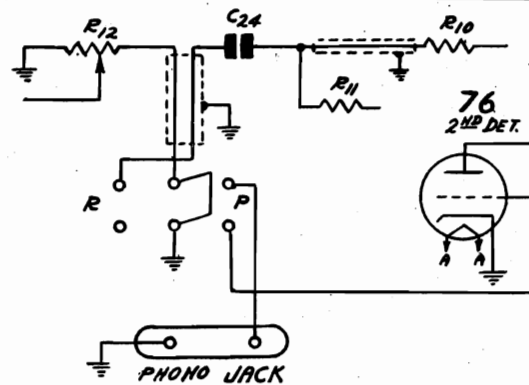 R12
C24
R10
R11
76
2ND DET.
R
P
A A
PHONO JACK